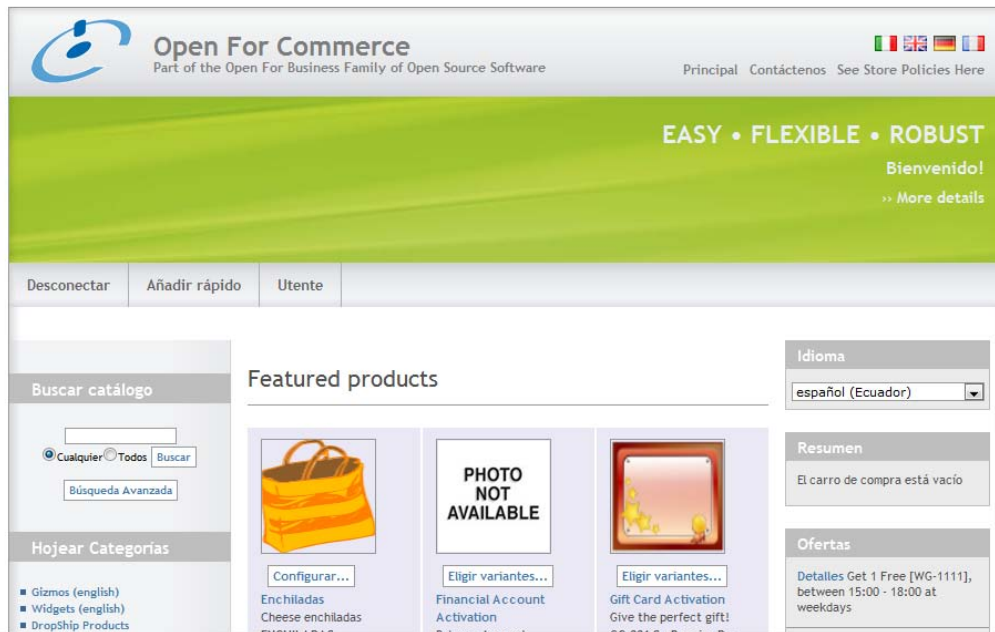 Open For Commerce
Part of the Open For Business Family of Open Source Software
Principal Contáctenos See Store Policies Here
EASY • FLEXIBLE • ROBUST
Bienvenido!
›› More details
Desconectar Añadir rápido Utente
Buscar catálogo
Cualquier Todos Buscar
Búsqueda Avanzada
Hojear Categorías
Gizmos (english)
Widgets (english)
DropShip Products
Featured products
Configurar...
Enchiladas
Cheese enchiladas
PHOTO
NOT
AVAILABLE
Eligir variantes...
Financial Account
Activation
Eligir variantes...
Gift Card Activation
Give the perfect gift!
Idioma
español (Ecuador)
Resumen
El carro de compra está vacío
Ofertas
Detalles Get 1 Free [WG-1111],
between 15:00 - 18:00 at
weekdays